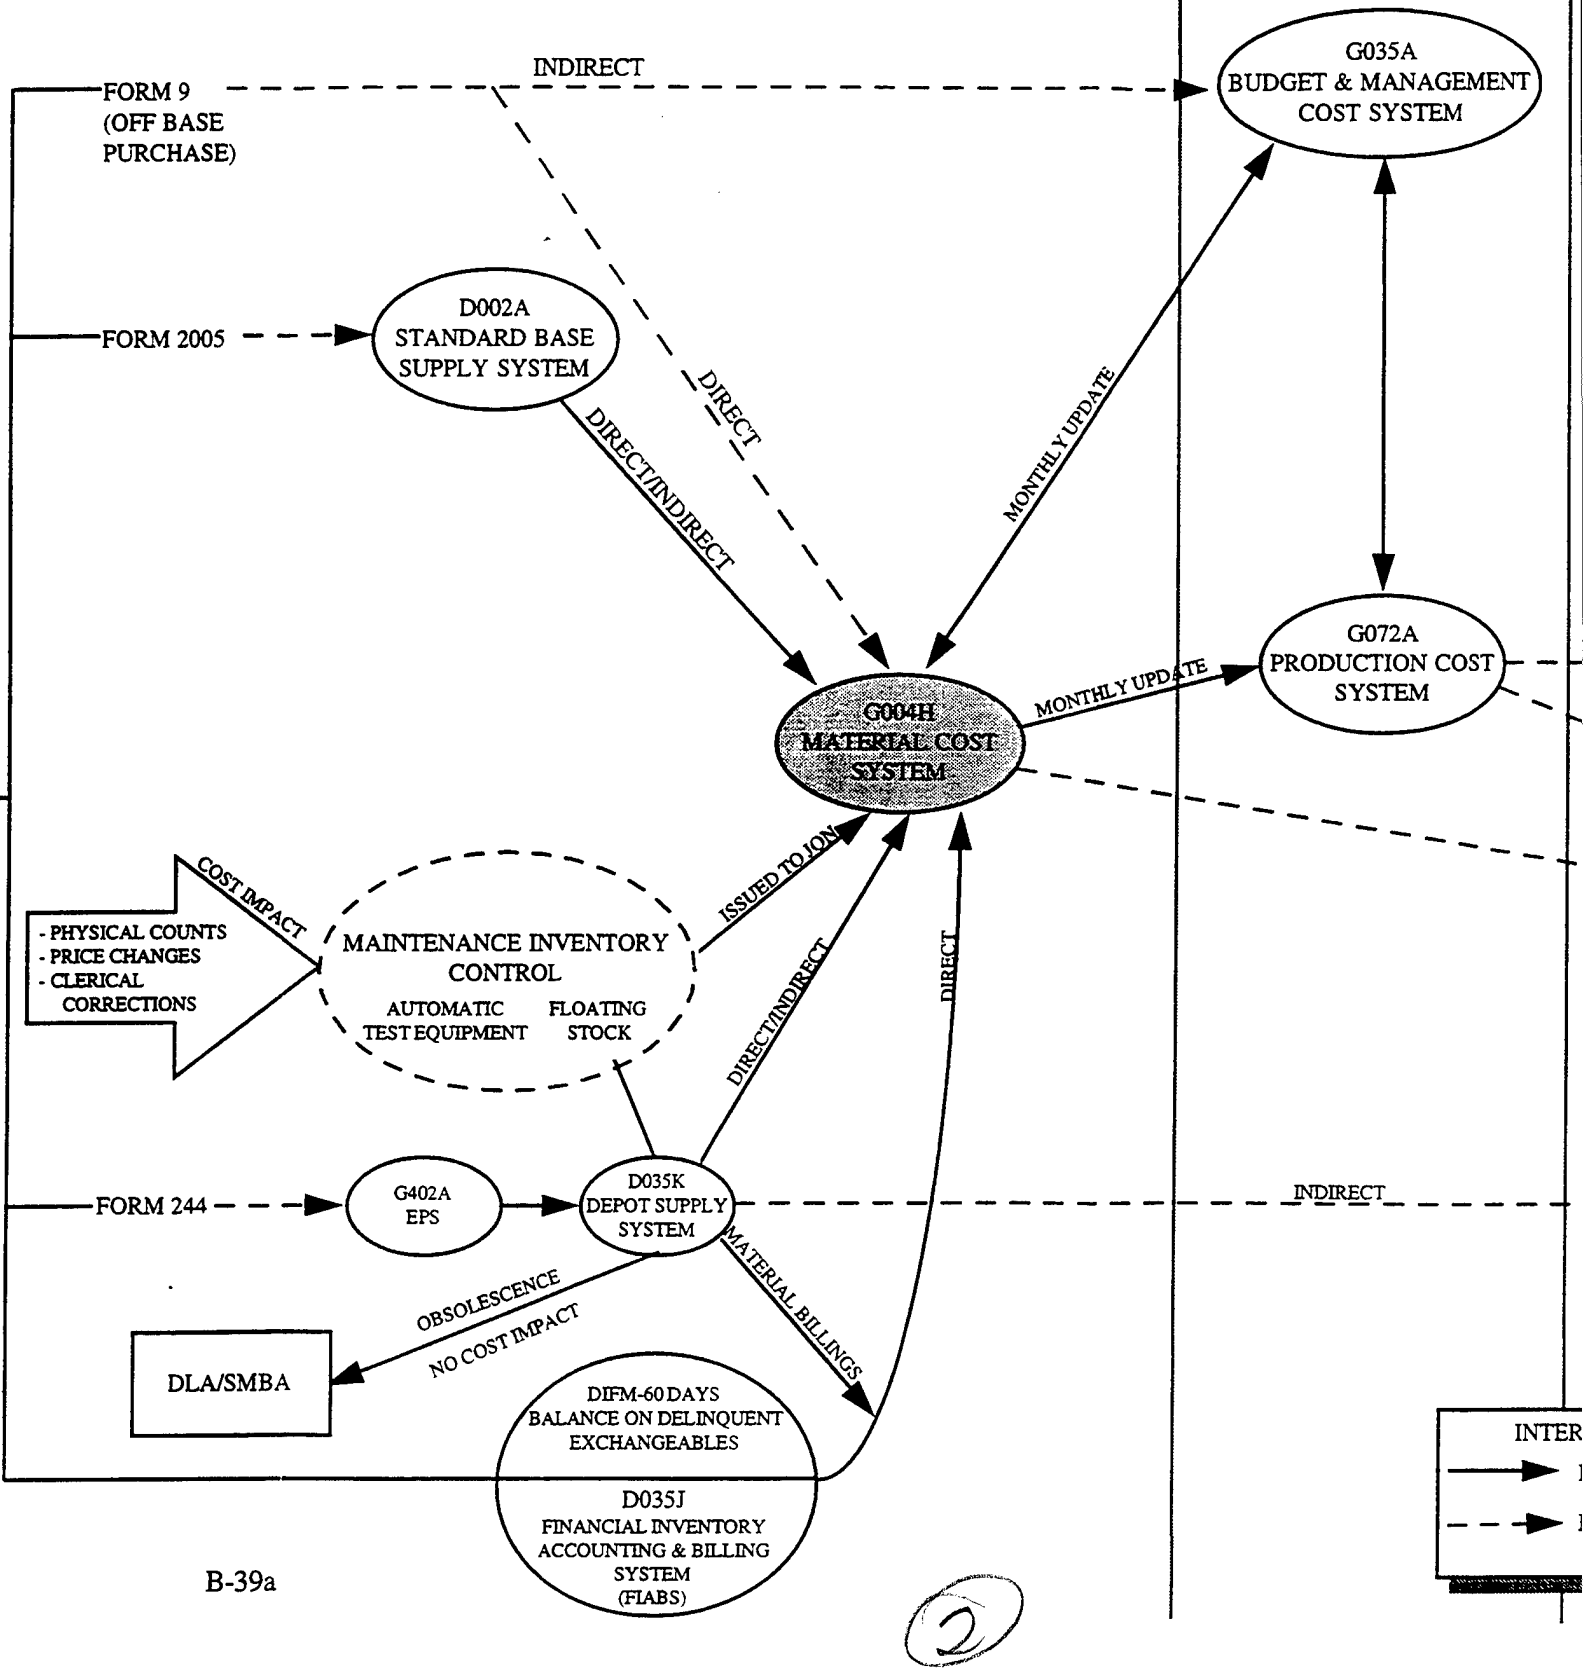 INDIRECT
FORM 9
(OFF BASE
PURCHASE)
G035A
BUDGET & MANAGEMENT
COST SYSTEM
D002A
STANDARD BASE
SUPPLY SYSTEM
FORM 2005
DIRECT
DIRECT/INDIRECT
MONTHLY UPDATE
G072A
PRODUCTION COST
SYSTEM
MONTHLY UPDATE
G004H
MATERIAL COST
SYSTEM
COST IMPACT
- PHYSICAL COUNTS
- PRICE CHANGES
- CLERICAL
CORRECTIONS
MAINTENANCE INVENTORY
CONTROL
AUTOMATIC
TEST EQUIPMENT
FLOATING
STOCK
ISSUED TO JON
DIRECT/INDIRECT
DIRECT
FORM 244
G402A
EPS
D035K
DEPOT SUPPLY
SYSTEM
INDIRECT
OBSOLESCENCE
NO COST IMPACT
MATERIAL BILLINGS
DLA/SMBA
DIFM-60 DAYS
BALANCE ON DELINQUENT
EXCHANGEABLES
D035J
FINANCIAL INVENTORY
ACCOUNTING & BILLING
SYSTEM
(FIABS)
INTER
B-39a
2